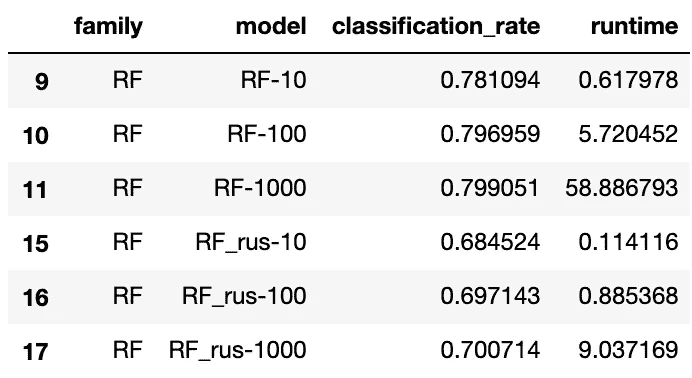 family model classification_rate runtime
9 RF RF-10 0.781094 0.617978
10 RF RF-100 0.796959 5.720452
11 RF RF-1000 0.799051 58.886793
15 RF RF_rus-10 0.684524 0.114116
16 RF RF_rus-100 0.697143 0.885368
17 RF RF_rus-1000 0.700714 9.037169